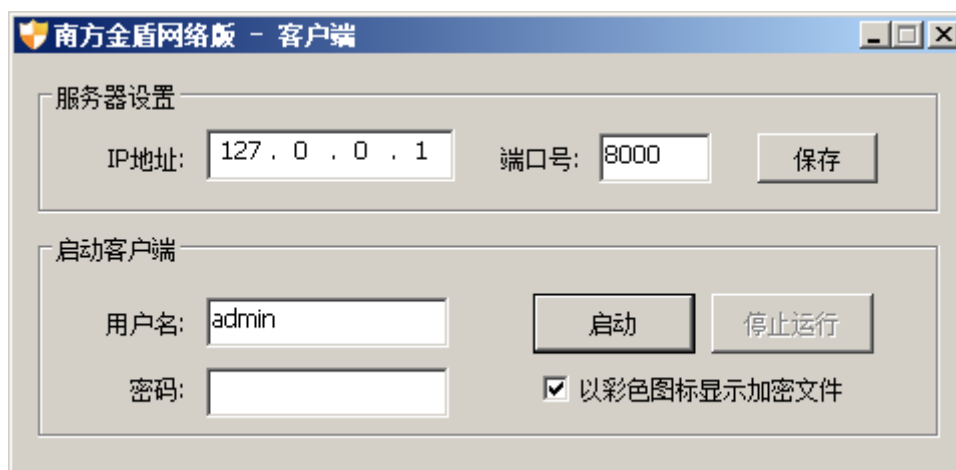 南方金盾网络版 - 客户端
服务器设置
IP地址: 127 . 0 . 0 . 1 端口号: 8000 保存
启动客户端
用户名: admin 启动 停止运行
密码: 以彩色图标显示加密文件